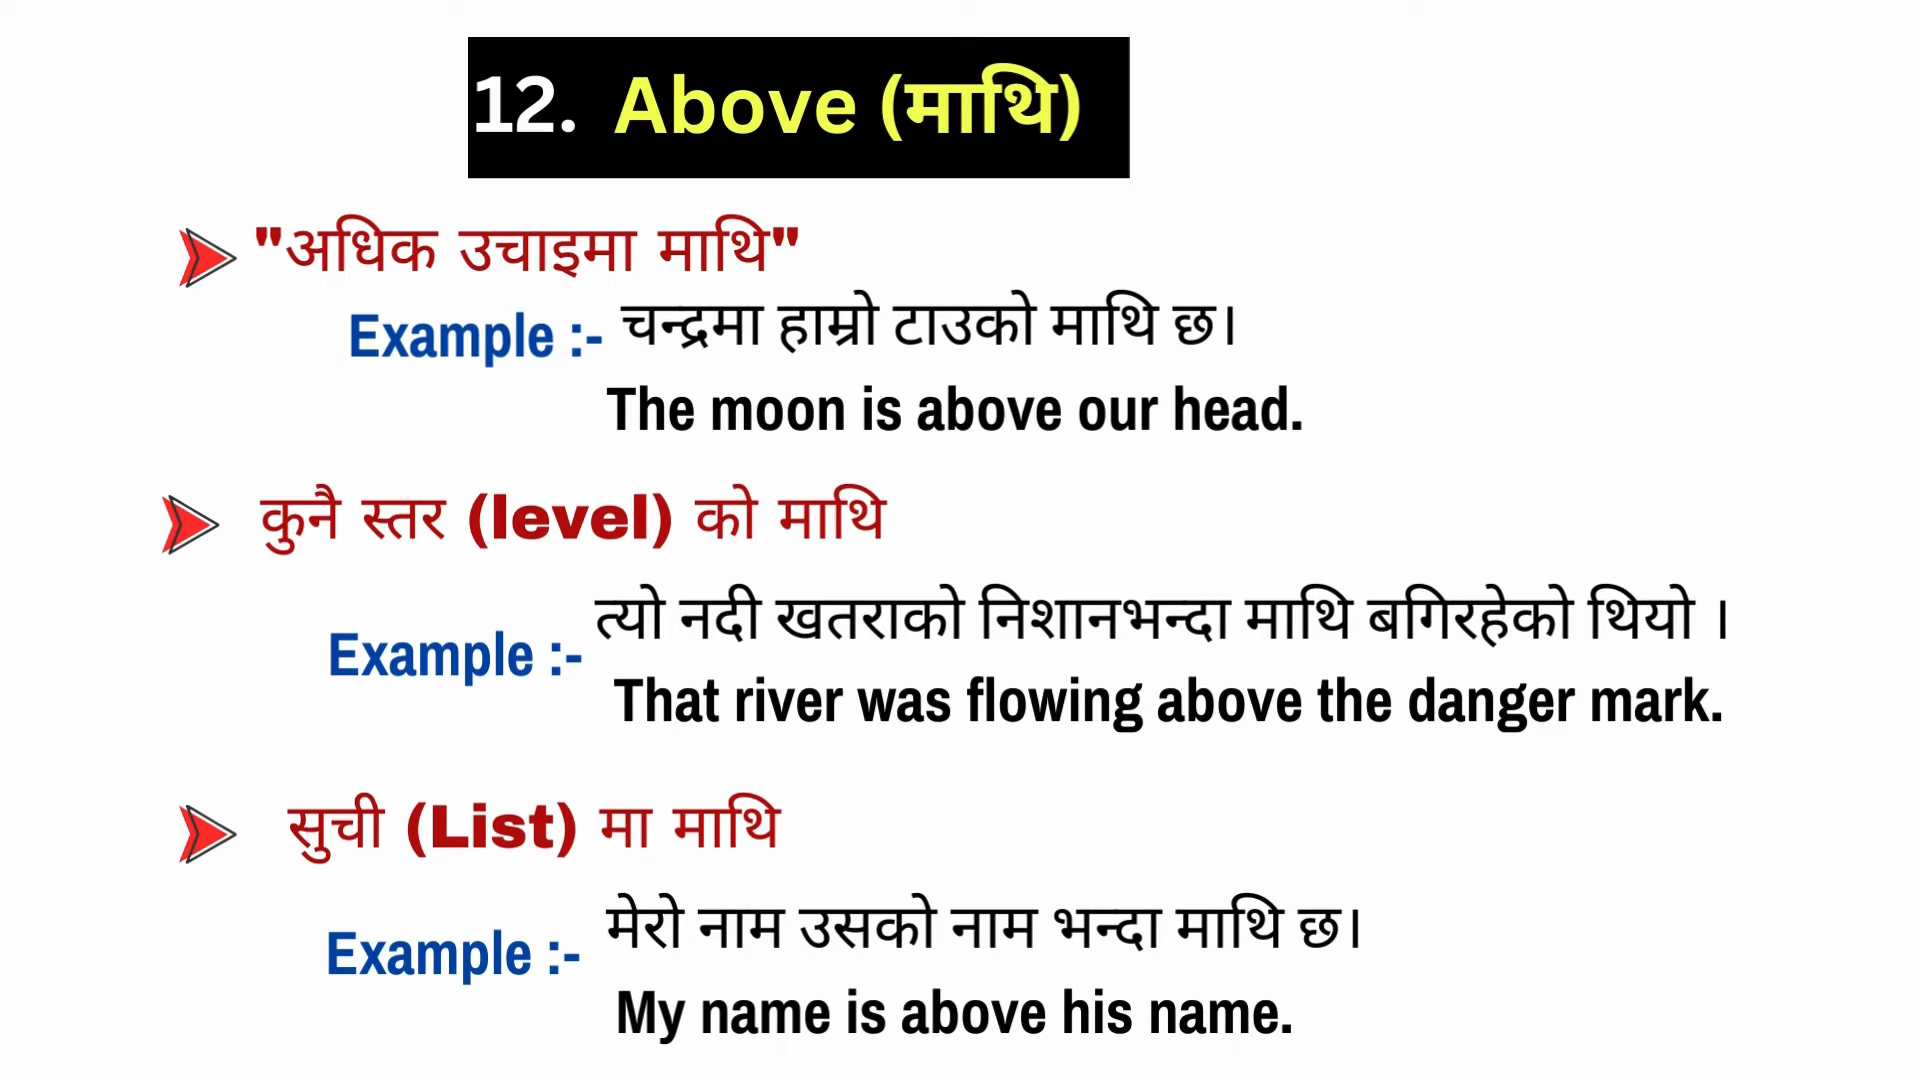 12. Above (माथि)
"अधिक उचाइमा माथि"
Example :- चन्द्रमा हाम्रो टाउको माथि छ।
The moon is above our head.
कुनै स्तर (level) को माथि
Example :- त्यो नदी खतराको निशानभन्दा माथि बगिरहेको थियो ।
That river was flowing above the danger mark.
सुची (List) मा माथि
Example :- मेरो नाम उसको नाम भन्दा माथि छ।
My name is above his name.